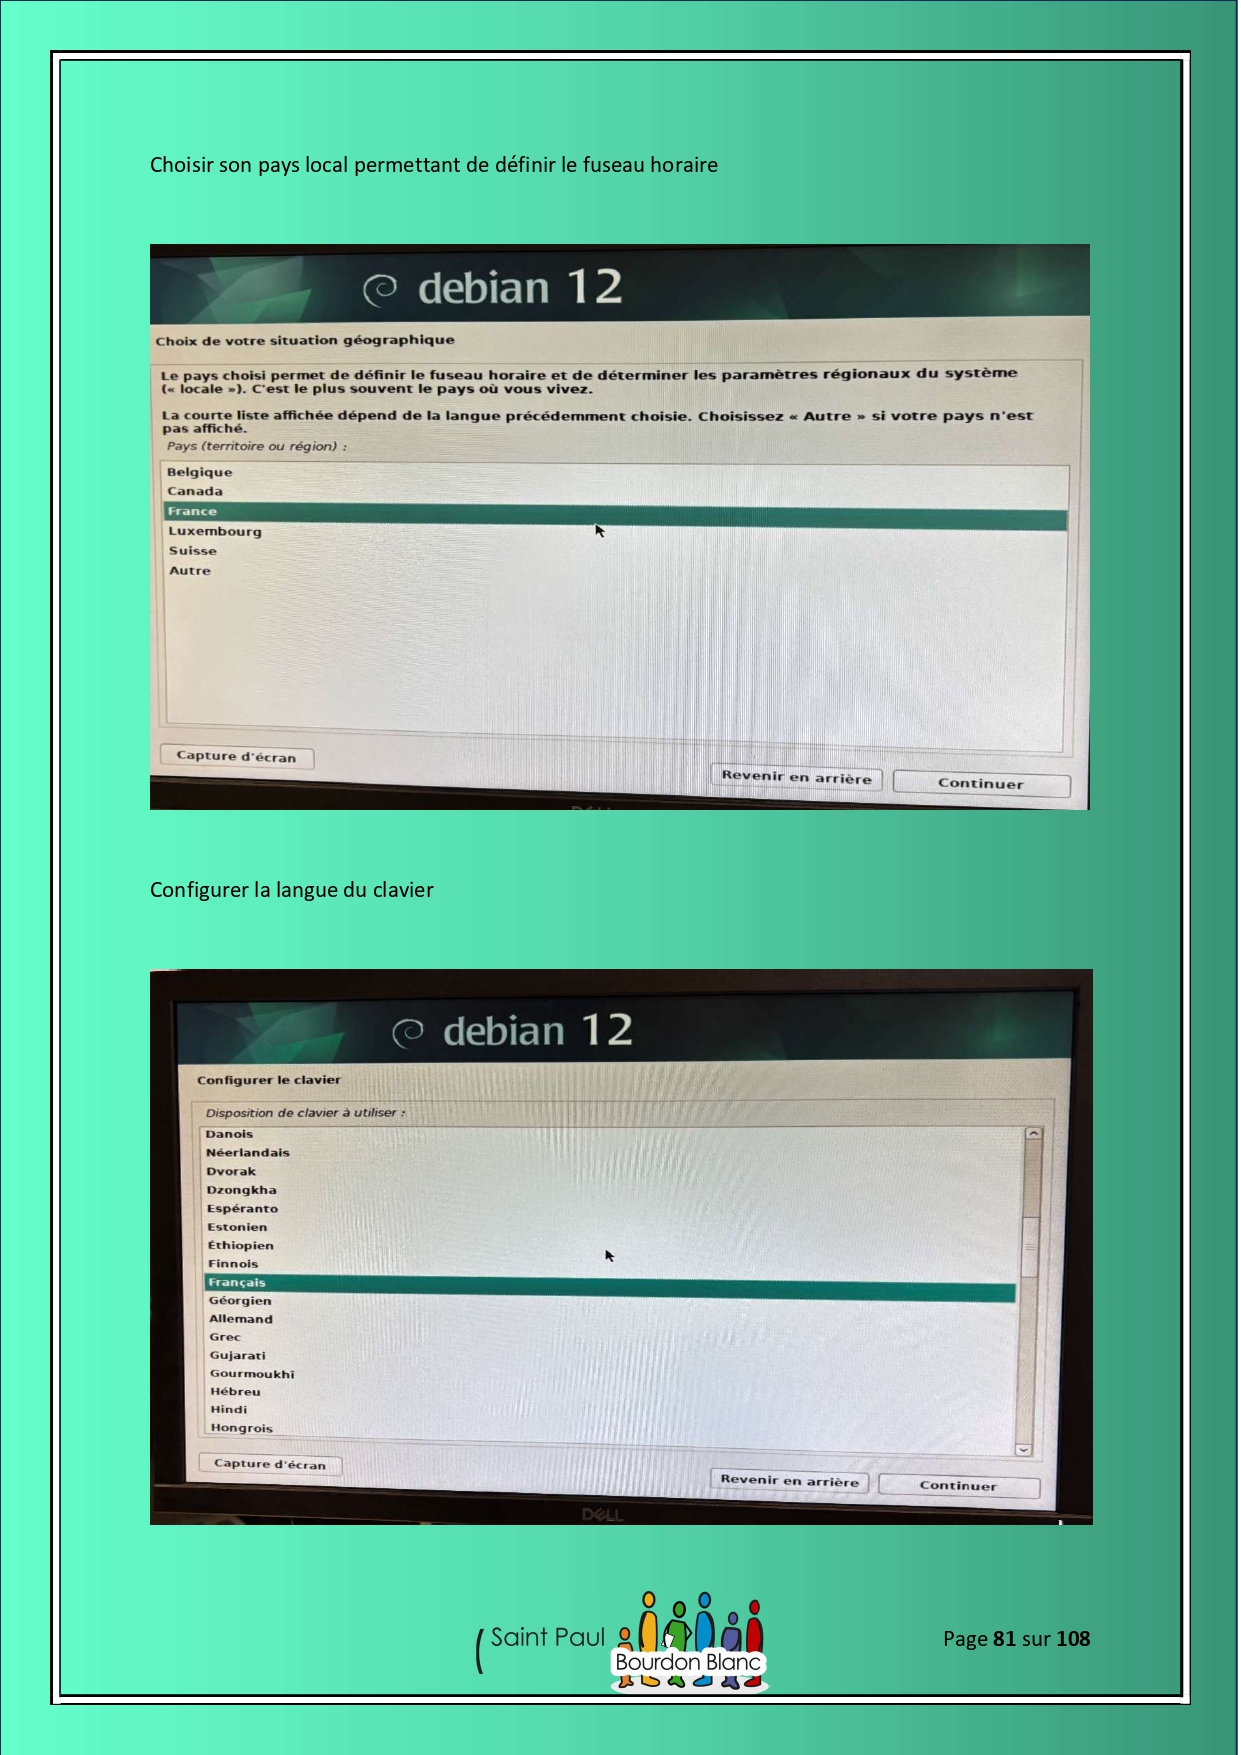 Choisir son pays local permettant de définir le fuseau horaire
debian 12
Choix de votre situation géographique
Le pays choisi permet de définir le fuseau horaire et de déterminer les paramètres régionaux du système
(« locale »). C'est le plus souvent le pays où vous vivez.
La courte liste affichée dépend de la langue précédemment choisie. Choisissez « Autre » si votre pays n'est
pas affiché.
Pays (territoire ou région) :
Belgique
Canada
France
Luxembourg
Suisse
Autre
Capture d'écran
Revenir en arrière
Continuer
Configurer la langue du clavier
debian 12
Configurer le clavier
Disposition de clavier à utiliser :
Danois
Néerlandais
Dvorak
Dzongkha
Espéranto
Estonien
Éthiopien
Finnois
Français
Géorgien
Allemand
Grec
Gujarati
Gourmoukhî
Hébreu
Hindi
Hongrois
Capture d'écran
Revenir en arrière
Continuer
DELL
Saint Paul
Bourdon Blanc
Page 81 sur 108